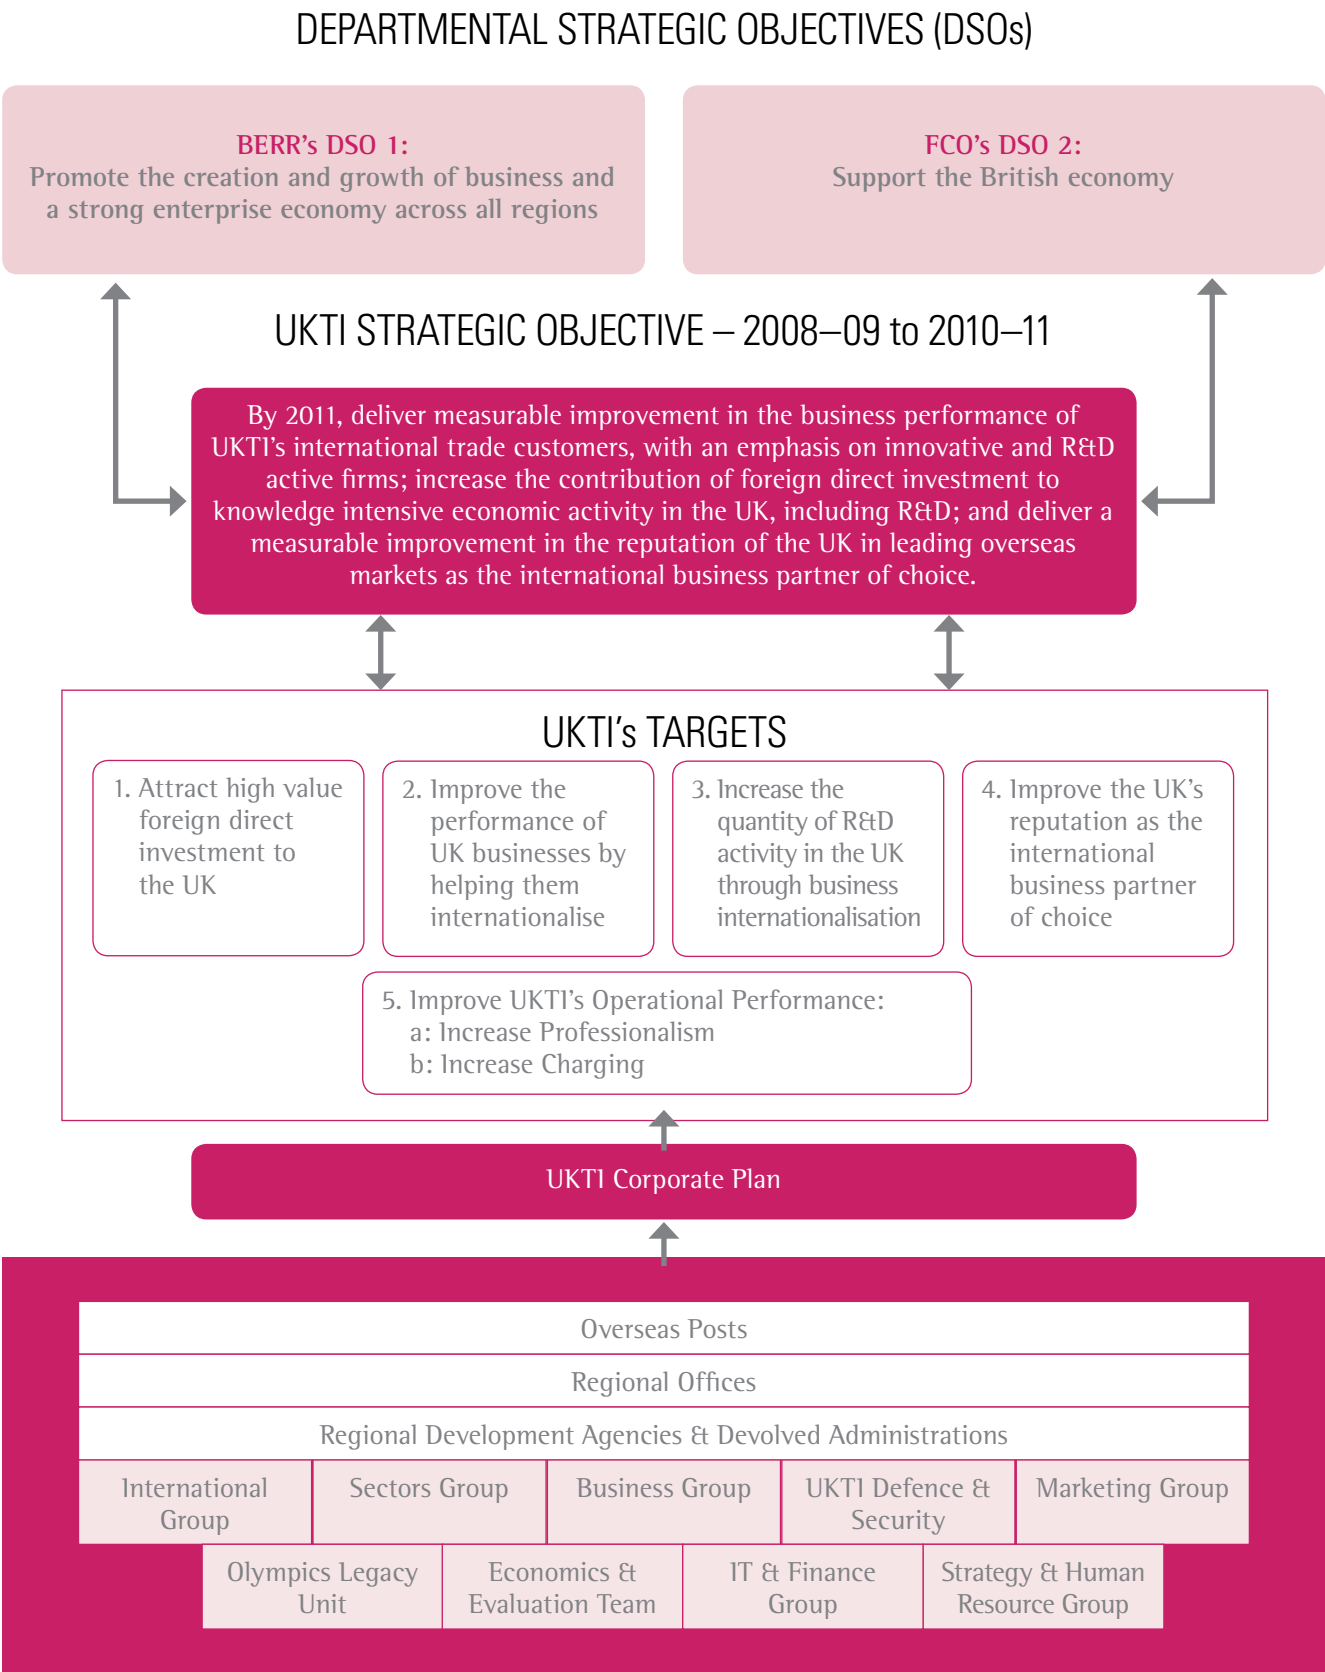 DEPARTMENTAL STRATEGIC OBJECTIVES (DSOs)
BERR's DSO 1:
Promote the creation and growth of business and
a strong enterprise economy across all regions
FCO's DSO 2:
Support the British economy
UKTI STRATEGIC OBJECTIVE – 2008–09 to 2010–11
By 2011, deliver measurable improvement in the business performance of
UKTI's international trade customers, with an emphasis on innovative and R&D
active firms; increase the contribution of foreign direct investment to
knowledge intensive economic activity in the UK, including R&D; and deliver a
measurable improvement in the reputation of the UK in leading overseas
markets as the international business partner of choice.
UKTI's TARGETS
1. Attract high value
foreign direct
investment to
the UK
2. Improve the
performance of
UK businesses by
helping them
internationalise
3. Increase the
quantity of R&D
activity in the UK
through business
internationalisation
4. Improve the UK's
reputation as the
international
business partner
of choice
5. Improve UKTI's Operational Performance:
a: Increase Professionalism
b: Increase Charging
UKTI Corporate Plan
Overseas Posts
Regional Offices
Regional Development Agencies & Devolved Administrations
International
Group
Sectors Group
Business Group
UKTI Defence &
Security
Marketing Group
Olympics Legacy
Unit
Economics &
Evaluation Team
IT & Finance
Group
Strategy & Human
Resource Group